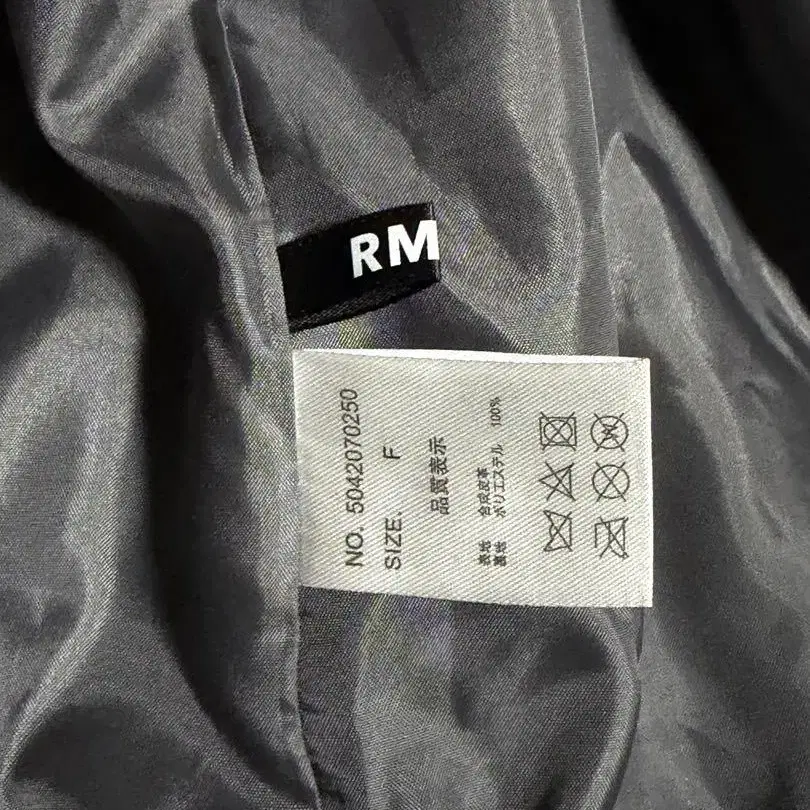 RM
NO. 5042070250
SIZE. F
品質表示
表地 合成皮革
裏地 ポリエステル 100%